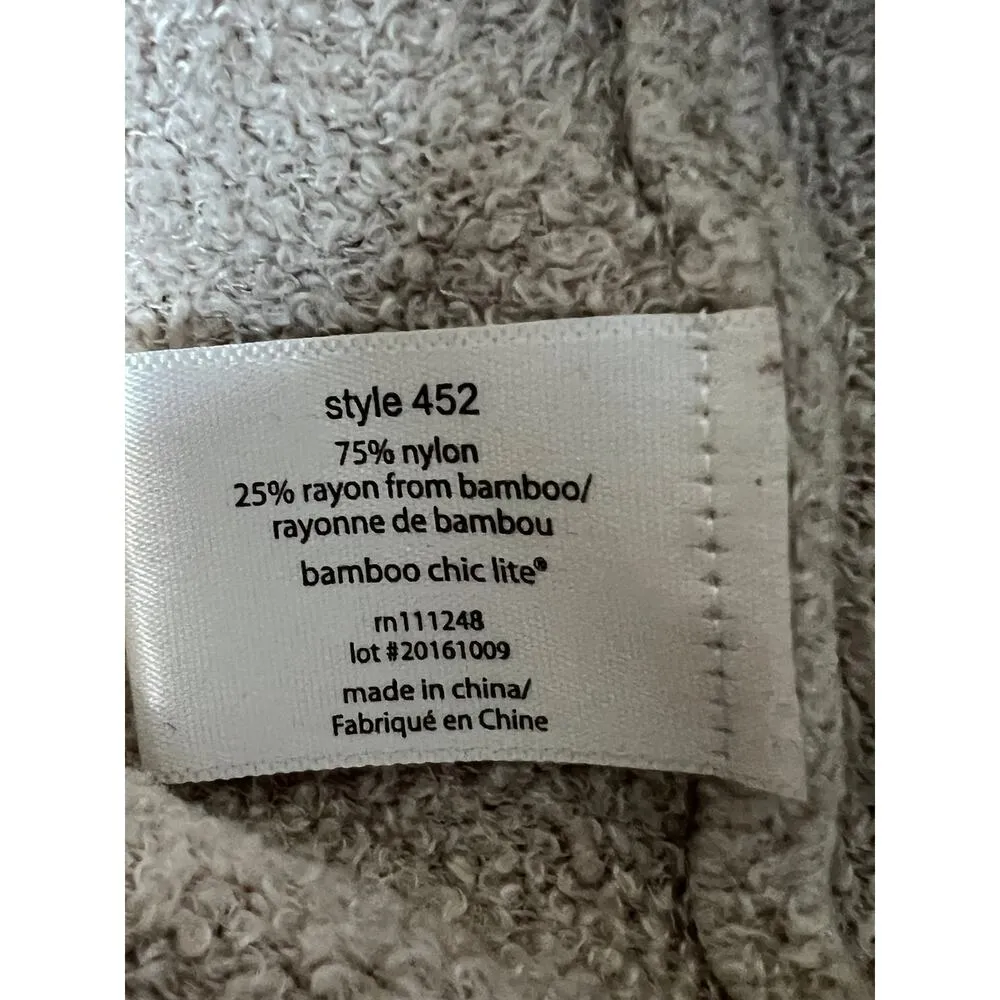 style 452
75% nylon
25% rayon from bamboo/
rayonne de bambou
bamboo chic lite®
rn111248
lot #20161009
made in china/
Fabriqué en Chine